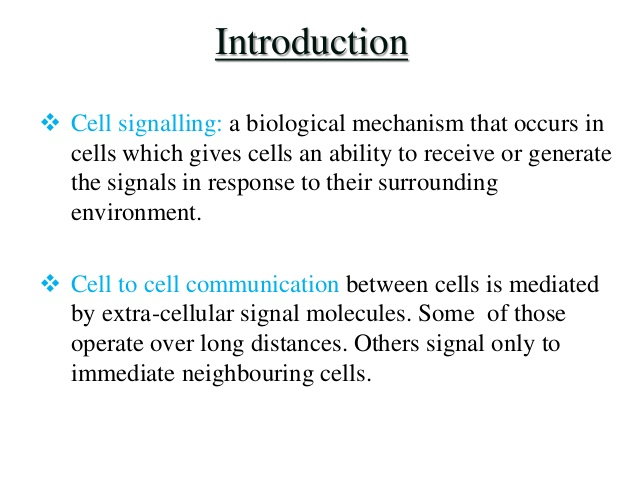 Introduction
Cell signalling: a biological mechanism that occurs in
cells which gives cells an ability to receive or generate
the signals in response to their surrounding
environment.
Cell to cell communication between cells is mediated
by extra-cellular signal molecules. Some of those
operate over long distances. Others signal only to
immediate neighbouring cells.